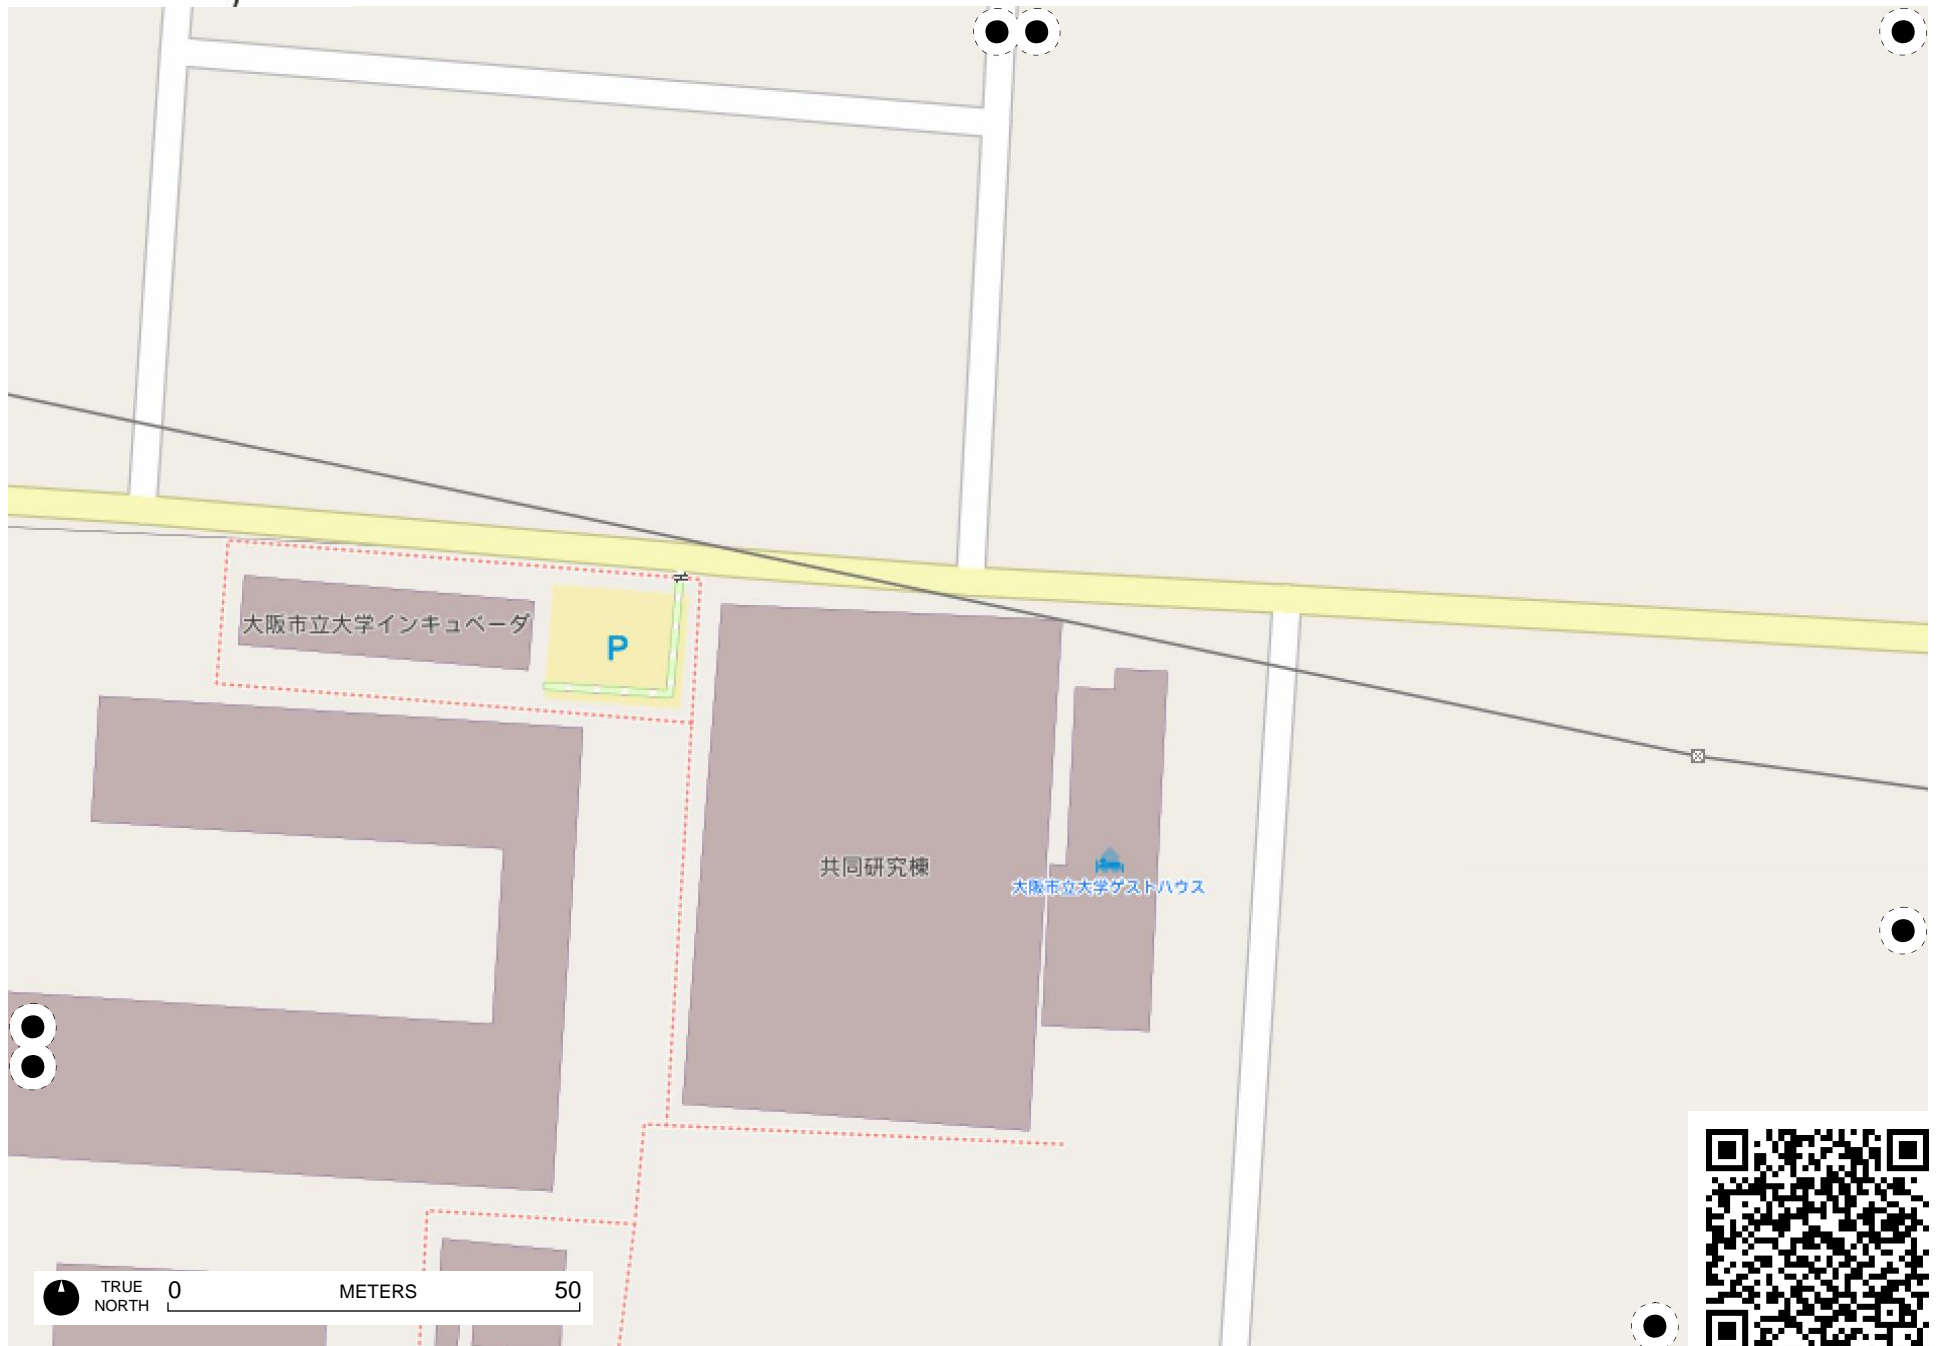 大阪市立大学インキュベーダ
P
共同研究棟
大阪市立大学ゲストハウス
TRUE NORTH
0 METERS 50